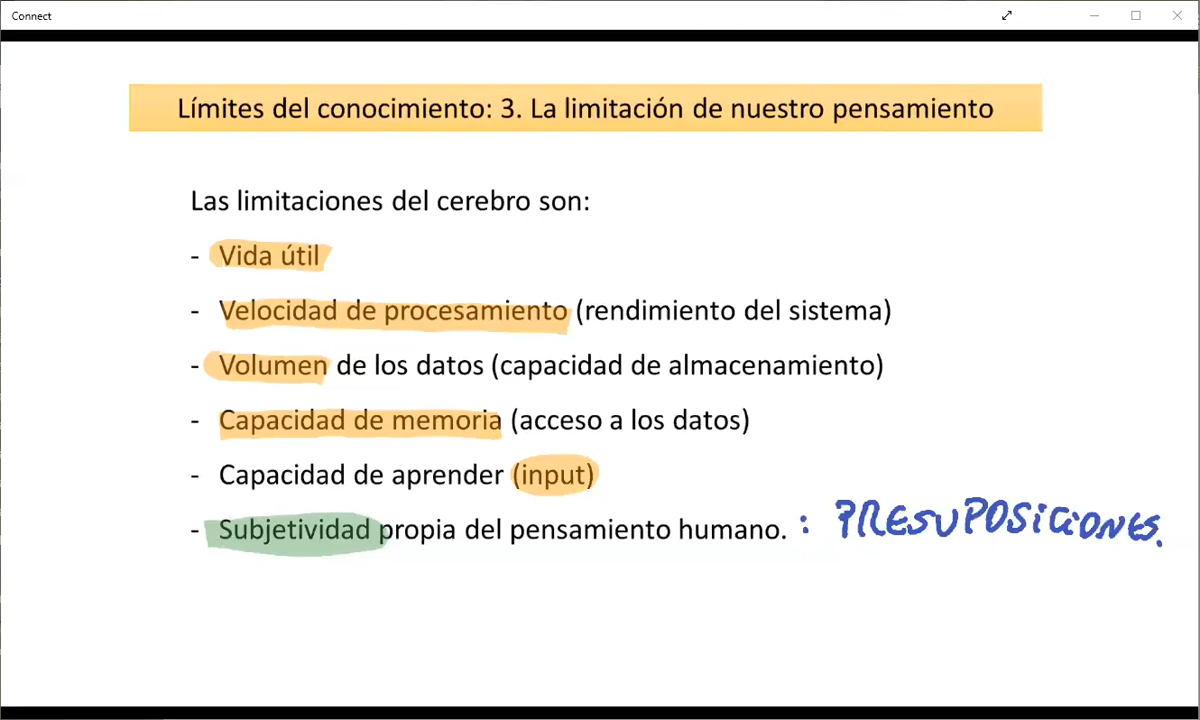 Connect
Límites del conocimiento: 3. La limitación de nuestro pensamiento
Las limitaciones del cerebro son:
- Vida útil
- Velocidad de procesamiento (rendimiento del sistema)
- Volumen de los datos (capacidad de almacenamiento)
- Capacidad de memoria (acceso a los datos)
- Capacidad de aprender (input)
- Subjetividad propia del pensamiento humano. : PRESUPOSiCiONES.